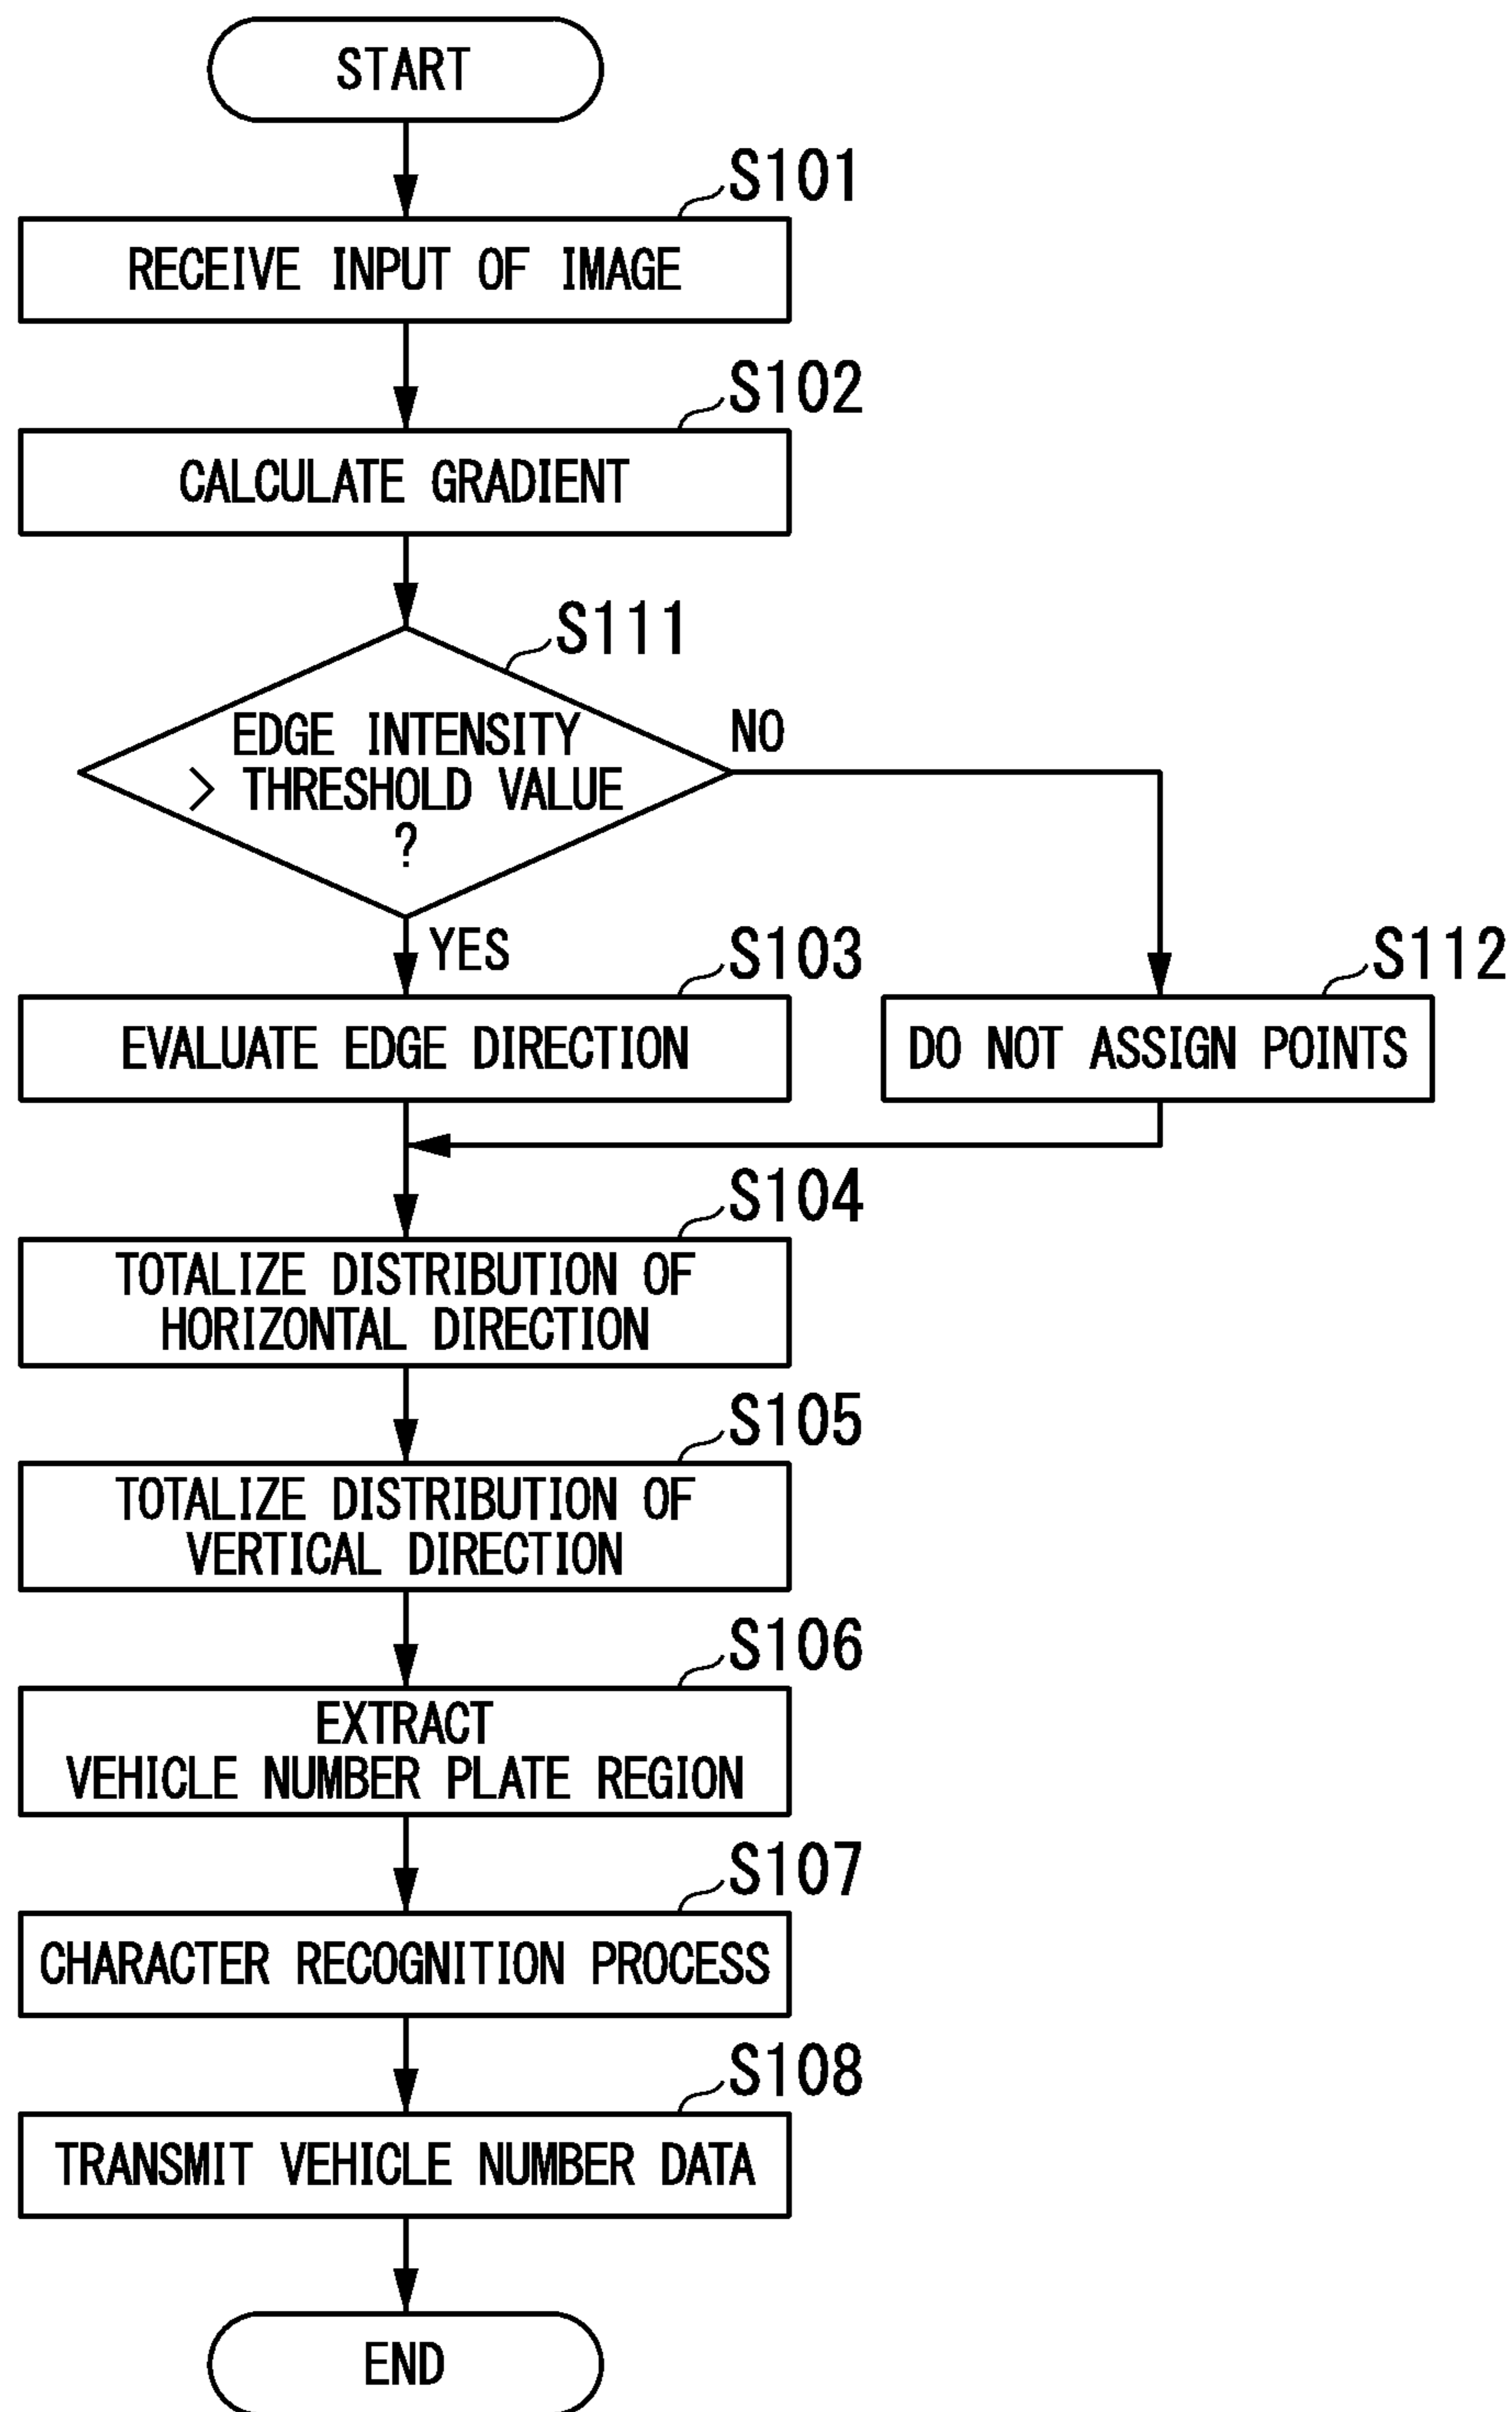 START
S101
RECEIVE INPUT OF IMAGE
S102
CALCULATE GRADIENT
S111
EDGE INTENSITY
> THRESHOLD VALUE
?
NO
YES
S103
EVALUATE EDGE DIRECTION
S112
DO NOT ASSIGN POINTS
S104
TOTALIZE DISTRIBUTION OF
HORIZONTAL DIRECTION
S105
TOTALIZE DISTRIBUTION OF
VERTICAL DIRECTION
S106
EXTRACT
VEHICLE NUMBER PLATE REGION
S107
CHARACTER RECOGNITION PROCESS
S108
TRANSMIT VEHICLE NUMBER DATA
END